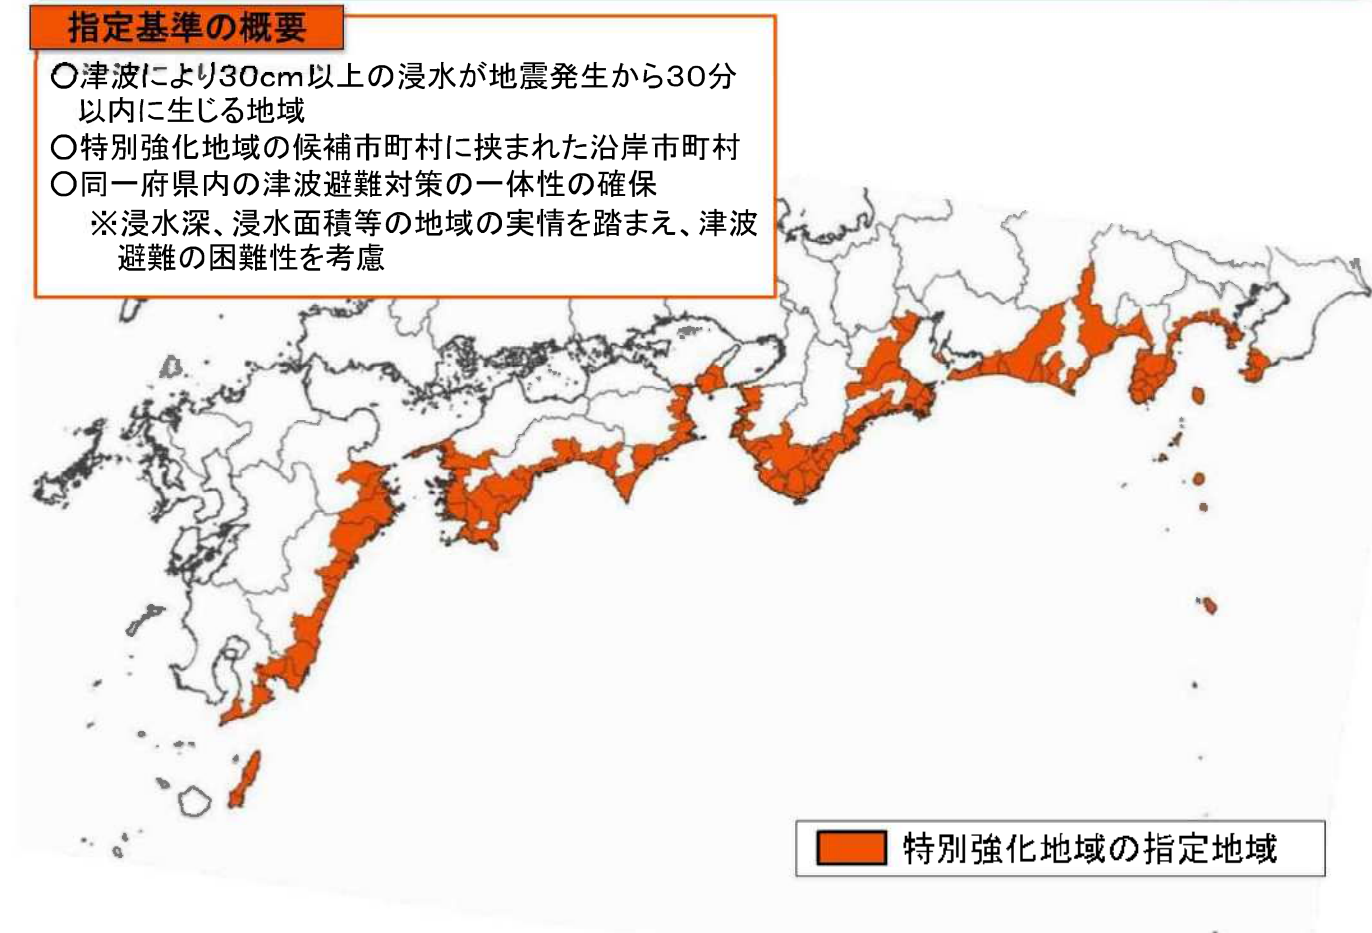 指定基準の概要
〇津波により30cm以上の浸水が地震発生から30分
以内に生じる地域
〇特別強化地域の候補市町村に挟まれた沿岸市町村
〇同一府県内の津波避難対策の一体性の確保
※浸水深、浸水面積等の地域の実情を踏まえ、津波
避難の困難性を考慮
特別強化地域の指定地域